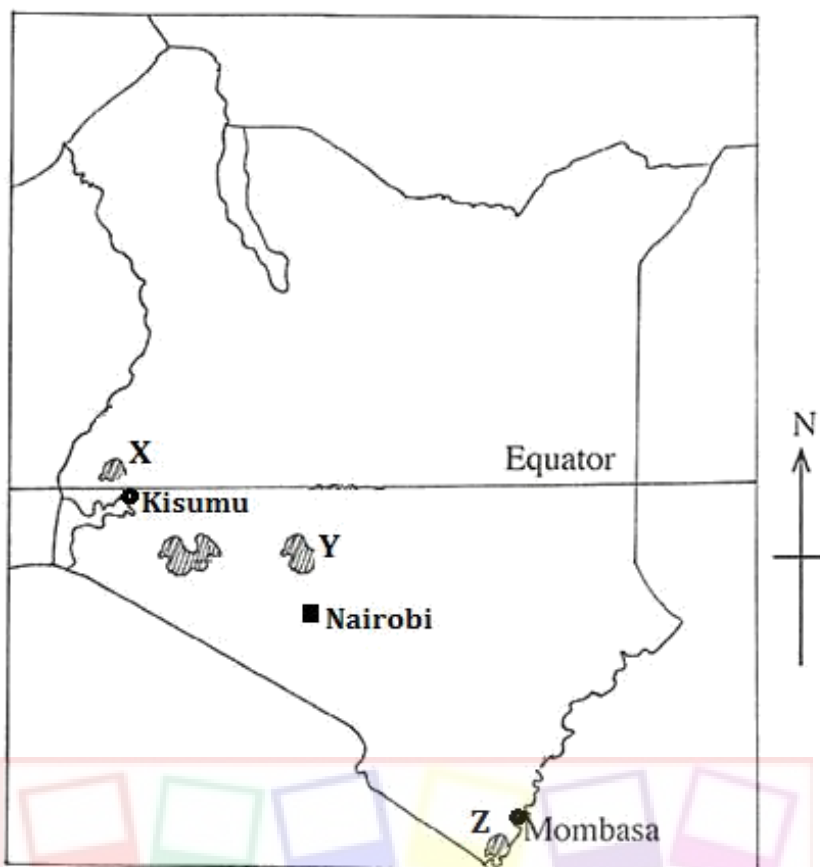 N
X
Equator
Kisumu
Y
Nairobi
Z
Mombasa